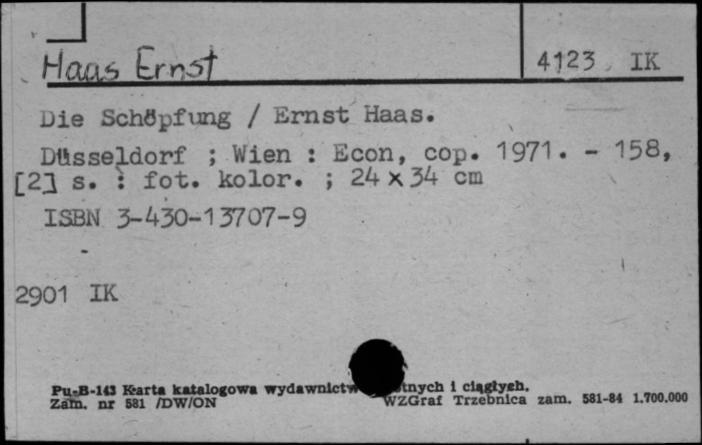 Haas Ernst
4123 IK
Die Schöpfung / Ernst Haas.
Düsseldorf ; Wien : Econ, cop. 1971. - 158,
[2] s. : fot. kolor. ; 24 x 34 cm
ISBN 3-430-13707-9
2901 IK
Pu-B-143 Karta katalogowa wydawnictw i ciągłych.
Zam. nr 581 /DW/ON WZGraf Trzebnica zam. 581-84 1.700.000